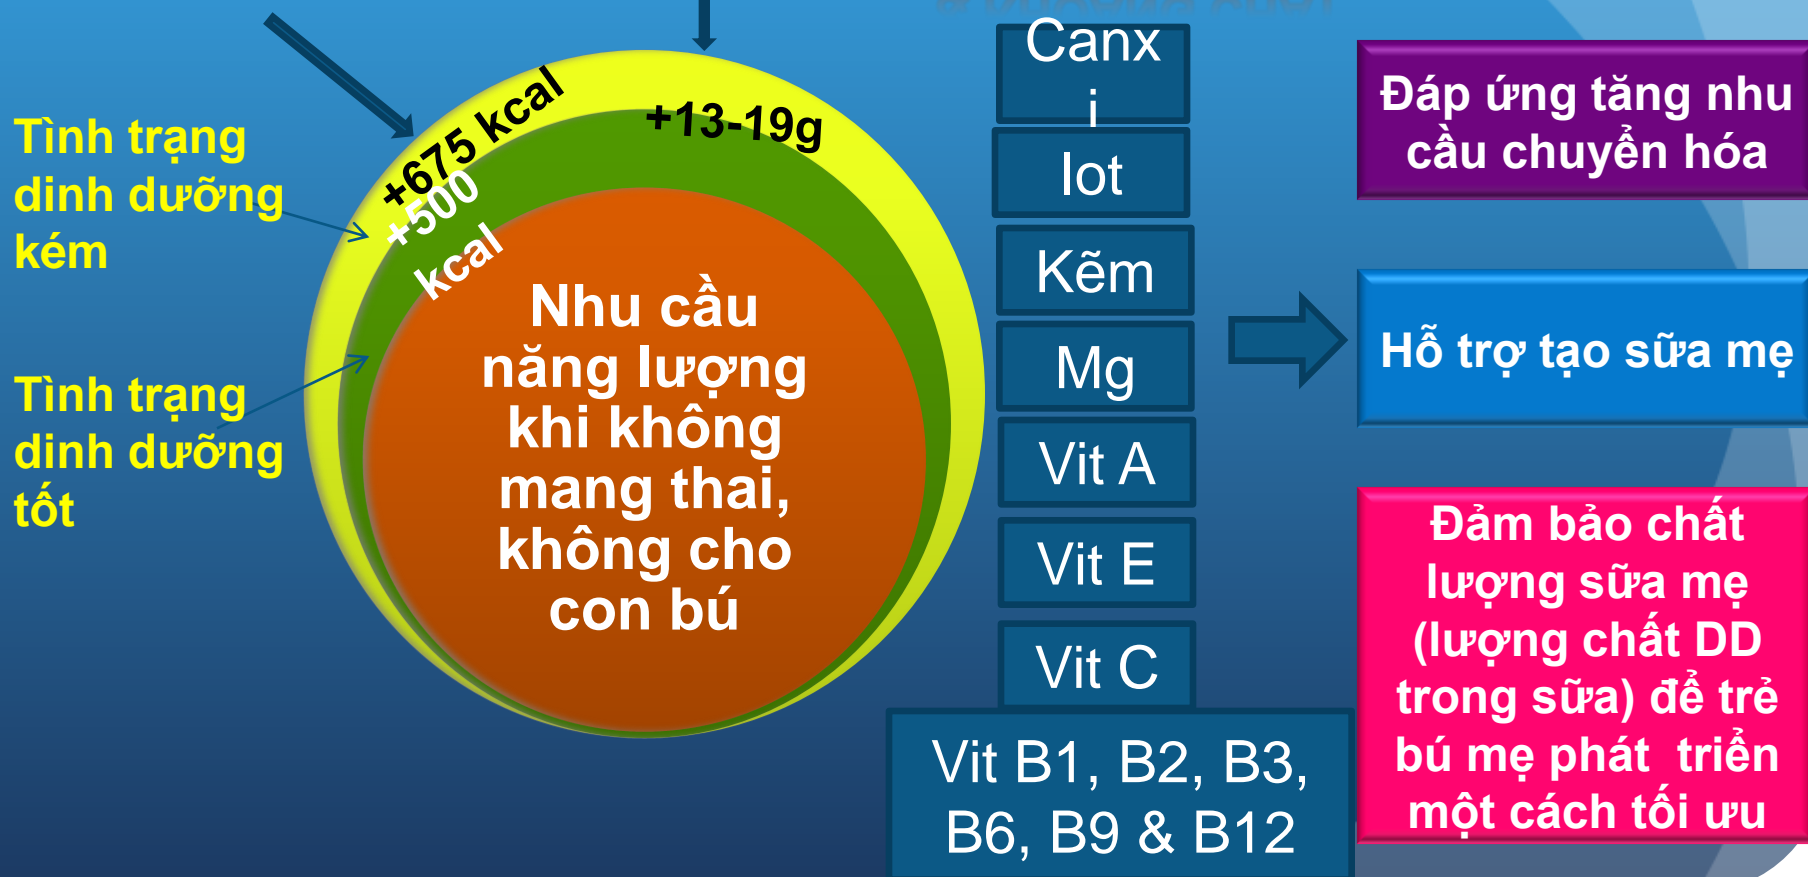 Tình trạng
dinh dưỡng
kém
Tình trạng
dinh dưỡng
tốt
+675 kcal
+13-19g
+500
kcal
Nhu cầu
năng lượng
khi không
mang thai,
không cho
con bú
Canx
i
Iot
Kẽm
Mg
Vit A
Vit E
Vit C
Vit B1, B2, B3,
B6, B9 & B12
Đáp ứng tăng nhu
cầu chuyển hóa
Hỗ trợ tạo sữa mẹ
Đảm bảo chất
lượng sữa mẹ
(lượng chất DD
trong sữa) để trẻ
bú mẹ phát triển
một cách tối ưu